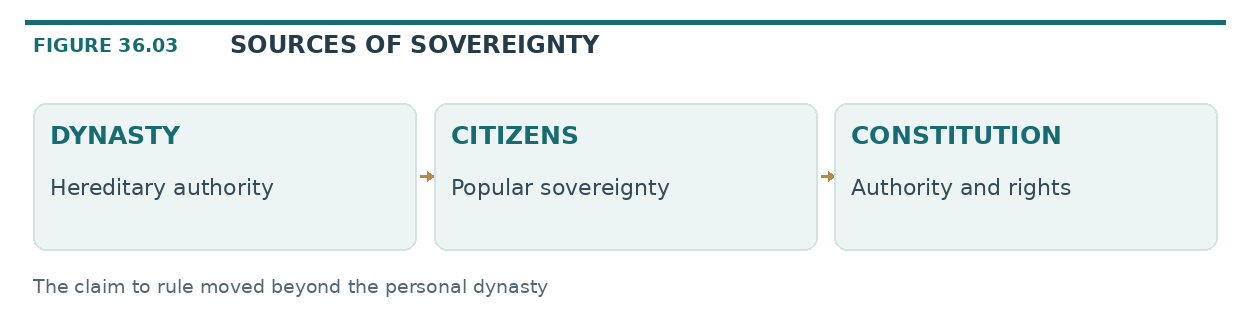 FIGURE 36.03 SOURCES OF SOVEREIGNTY
DYNASTY
Hereditary authority
CITIZENS
Popular sovereignty
CONSTITUTION
Authority and rights
The claim to rule moved beyond the personal dynasty